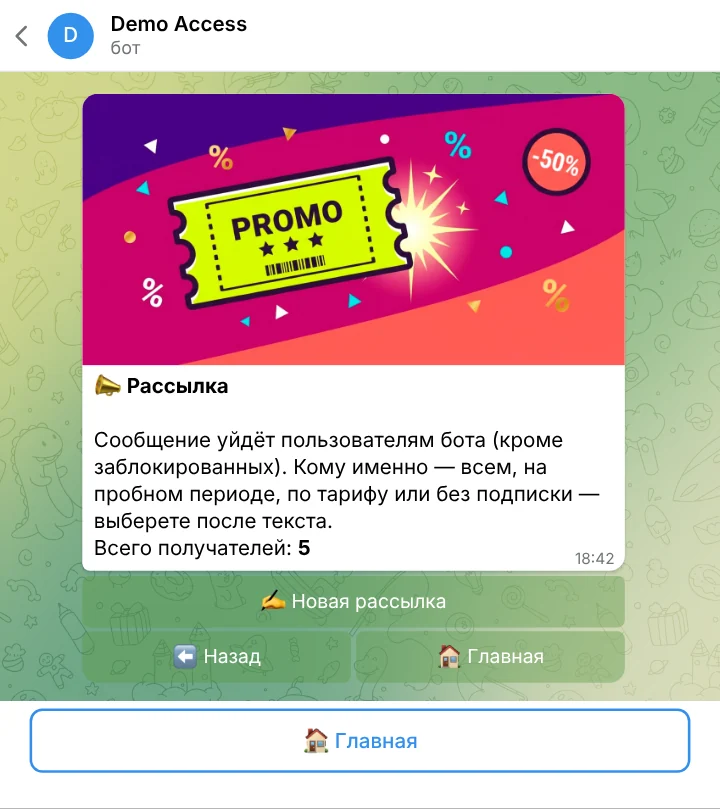 D
Demo Access
бот
%
%
-50%
PROMO
%
%
📣 Рассылка
Сообщение уйдёт пользователям бота (кроме
заблокированных). Кому именно — всем, на
пробном периоде, по тарифу или без подписки —
выберете после текста.
Всего получателей: 5
18:42
✍️ Новая рассылка
⬅️ Назад
🏠 Главная
🏠 Главная